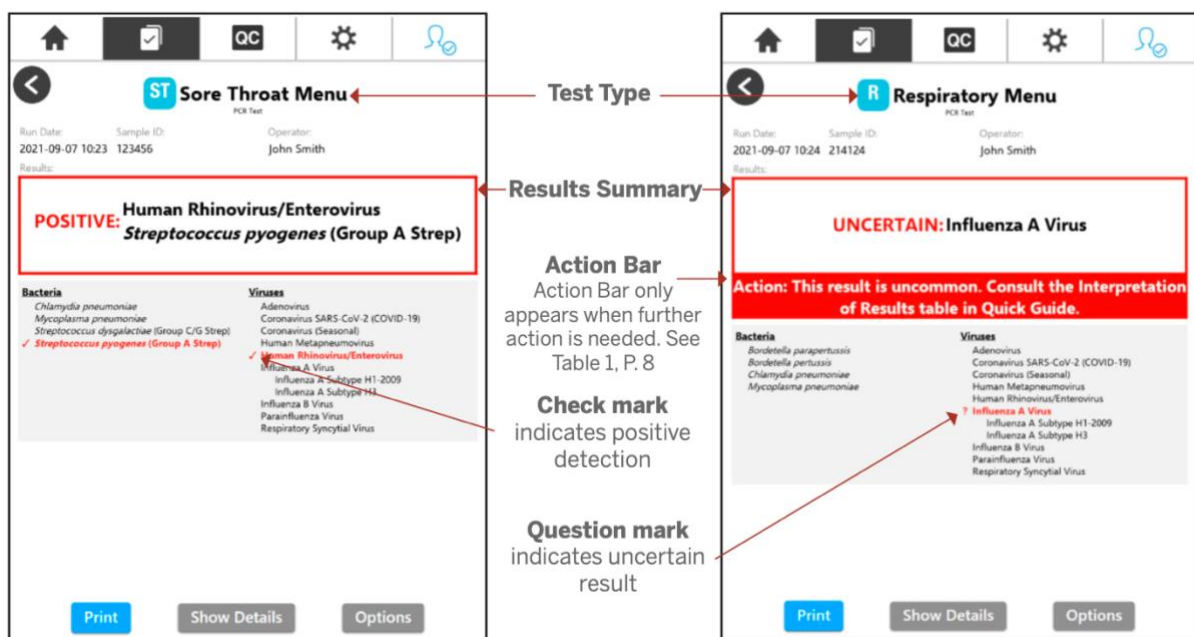 QC
ST Sore Throat Menu
PCR Test
Run Date: Sample ID: Operator:
2021-09-07 10:23 123456 John Smith
Results:
POSITIVE: Human Rhinovirus/Enterovirus
Streptococcus pyogenes (Group A Strep)
Bacteria
Chlamydia pneumoniae
Mycoplasma pneumoniae
Streptococcus dysgalactiae (Group C/G Strep)
✓ Streptococcus pyogenes (Group A Strep)
Viruses
Adenovirus
Coronavirus SARS-CoV-2 (COVID-19)
Coronavirus (Seasonal)
Human Metapneumovirus
✓ Human Rhinovirus/Enterovirus
Influenza A Virus
Influenza A Subtype H1-2009
Influenza A Subtype H3
Influenza B Virus
Parainfluenza Virus
Respiratory Syncytial Virus
Print Show Details Options
Test Type
Results Summary
Action Bar
Action Bar only
appears when further
action is needed. See
Table 1, P. 8
Check mark
indicates positive
detection
Question mark
indicates uncertain
result
QC
R Respiratory Menu
PCR Test
Run Date: Sample ID: Operator:
2021-09-07 10:24 214124 John Smith
Results:
UNCERTAIN: Influenza A Virus
Action: This result is uncommon. Consult the Interpretation
of Results table in Quick Guide.
Bacteria
Bordetella parapertussis
Bordetella pertussis
Chlamydia pneumoniae
Mycoplasma pneumoniae
Viruses
Adenovirus
Coronavirus SARS-CoV-2 (COVID-19)
Coronavirus (Seasonal)
Human Metapneumovirus
Human Rhinovirus/Enterovirus
? Influenza A Virus
Influenza A Subtype H1-2009
Influenza A Subtype H3
Influenza B Virus
Parainfluenza Virus
Respiratory Syncytial Virus
Print Show Details Options